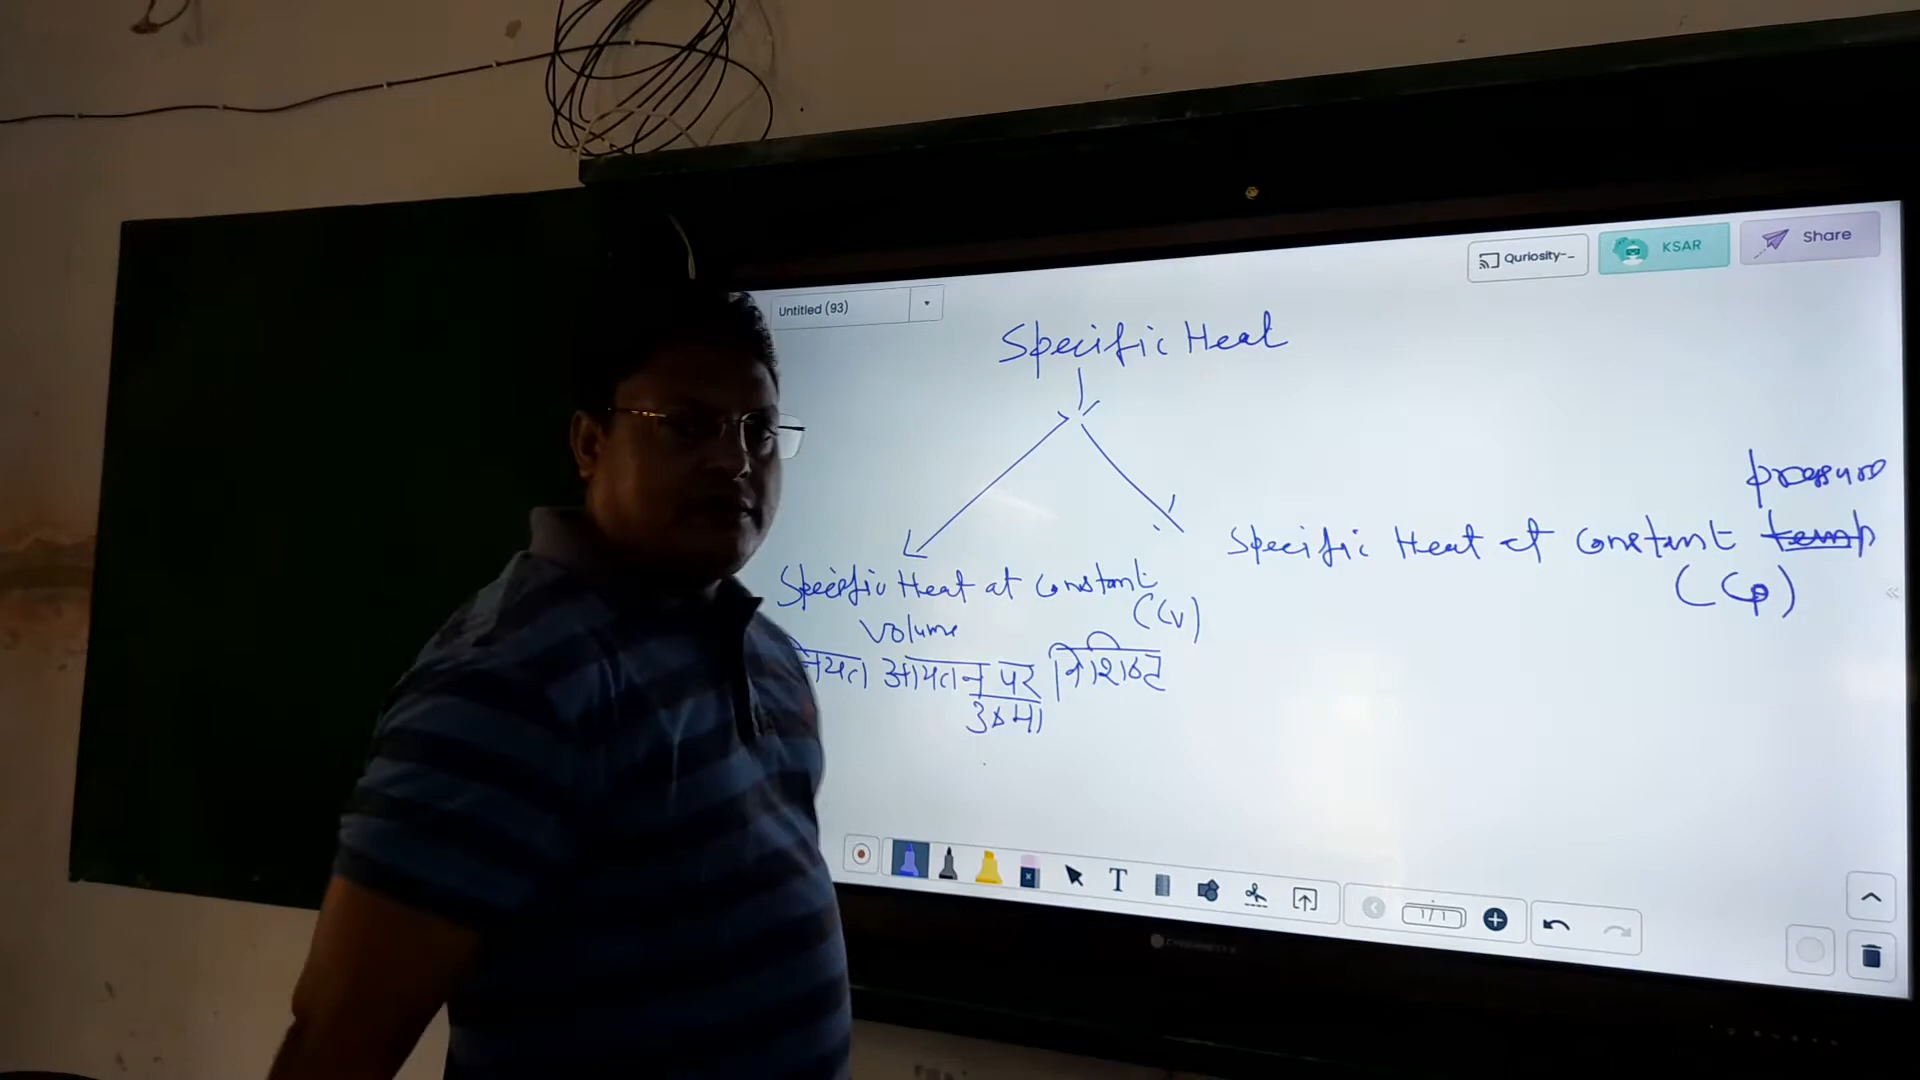 Untitled (93)
Quriosity-_
KSAR
Share
Specific Heat
pressure
Specific Heat at constant temp
(Cp)
Specific Heat at constant
(Cv)
volume
नियत आयतन पर विशिष्ट
उष्मा
T
1/1